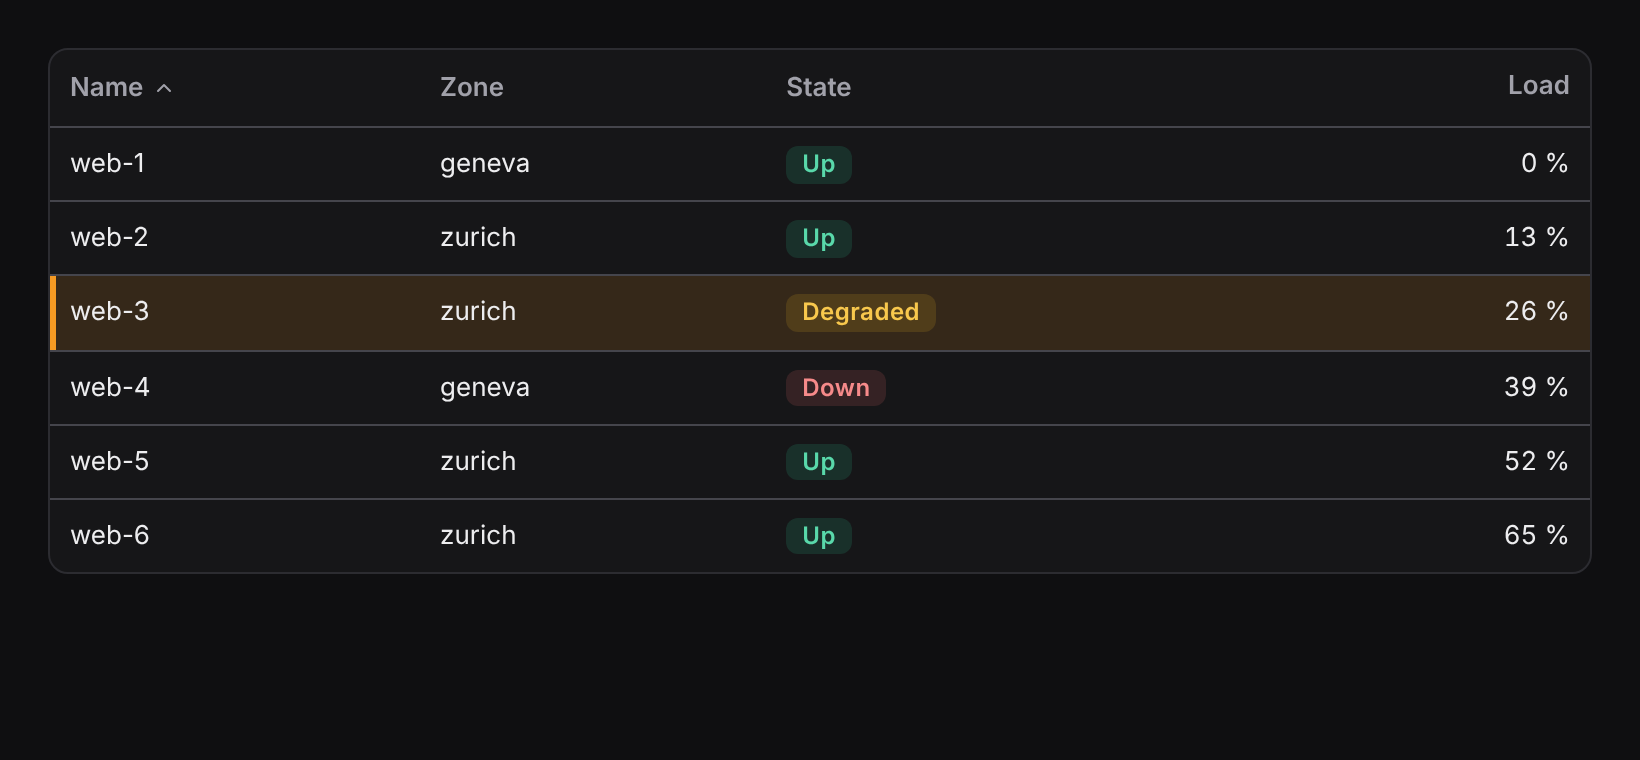 Name Zone State Load
web-1 geneva Up 0 %
web-2 zurich Up 13 %
web-3 zurich Degraded 26 %
web-4 geneva Down 39 %
web-5 zurich Up 52 %
web-6 zurich Up 65 %